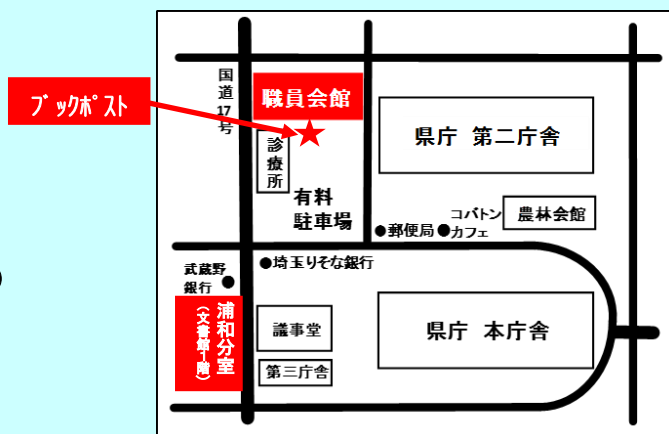 国道17号
職員会館
ブックポスト
診療所
県庁 第二庁舎
有料
駐車場
コバトン
カフェ
農林会館
●郵便局●
●埼玉りそな銀行
武蔵野
銀行●
浦和分室
(文書館1階)
議事堂
県庁 本庁舎
第三庁舎